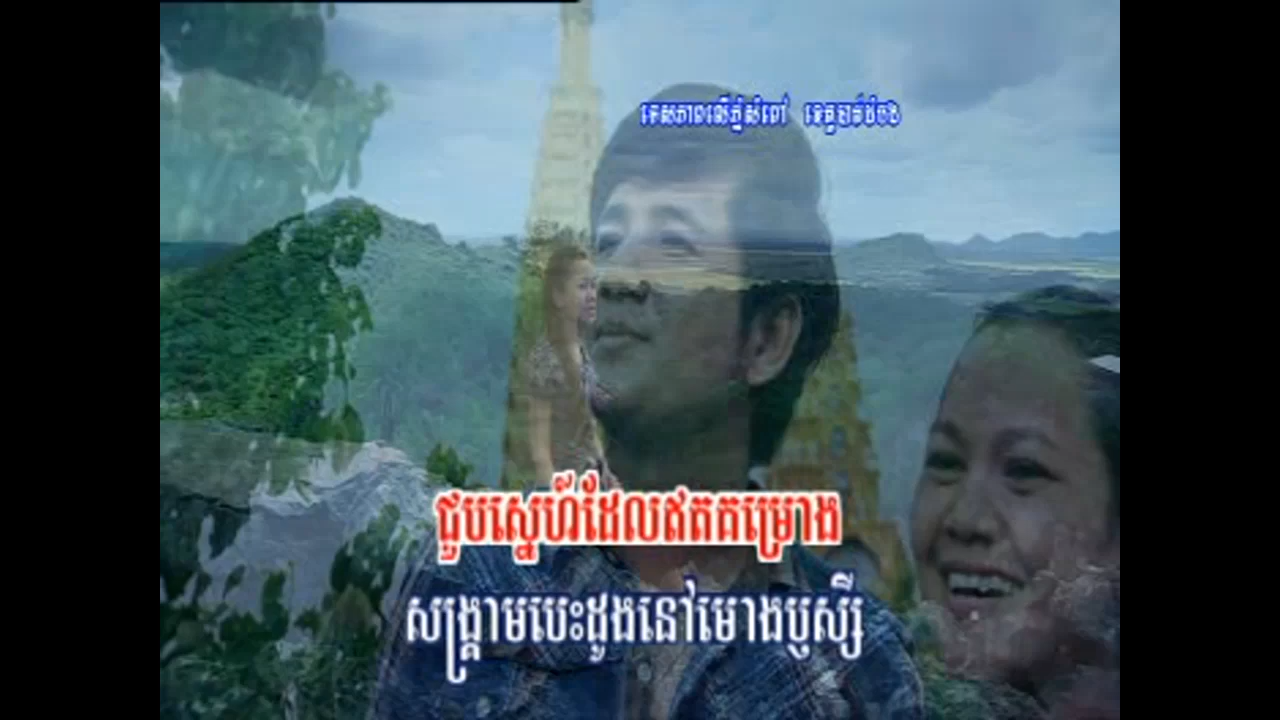 ទេសភាពលើភ្នំសំពៅ ខេត្តបាត់ដំបង
ជួបស្នេហ៍ដែលឥតគម្រោង
សង្គ្រាមបេះដូងនៅមោងឫស្សី